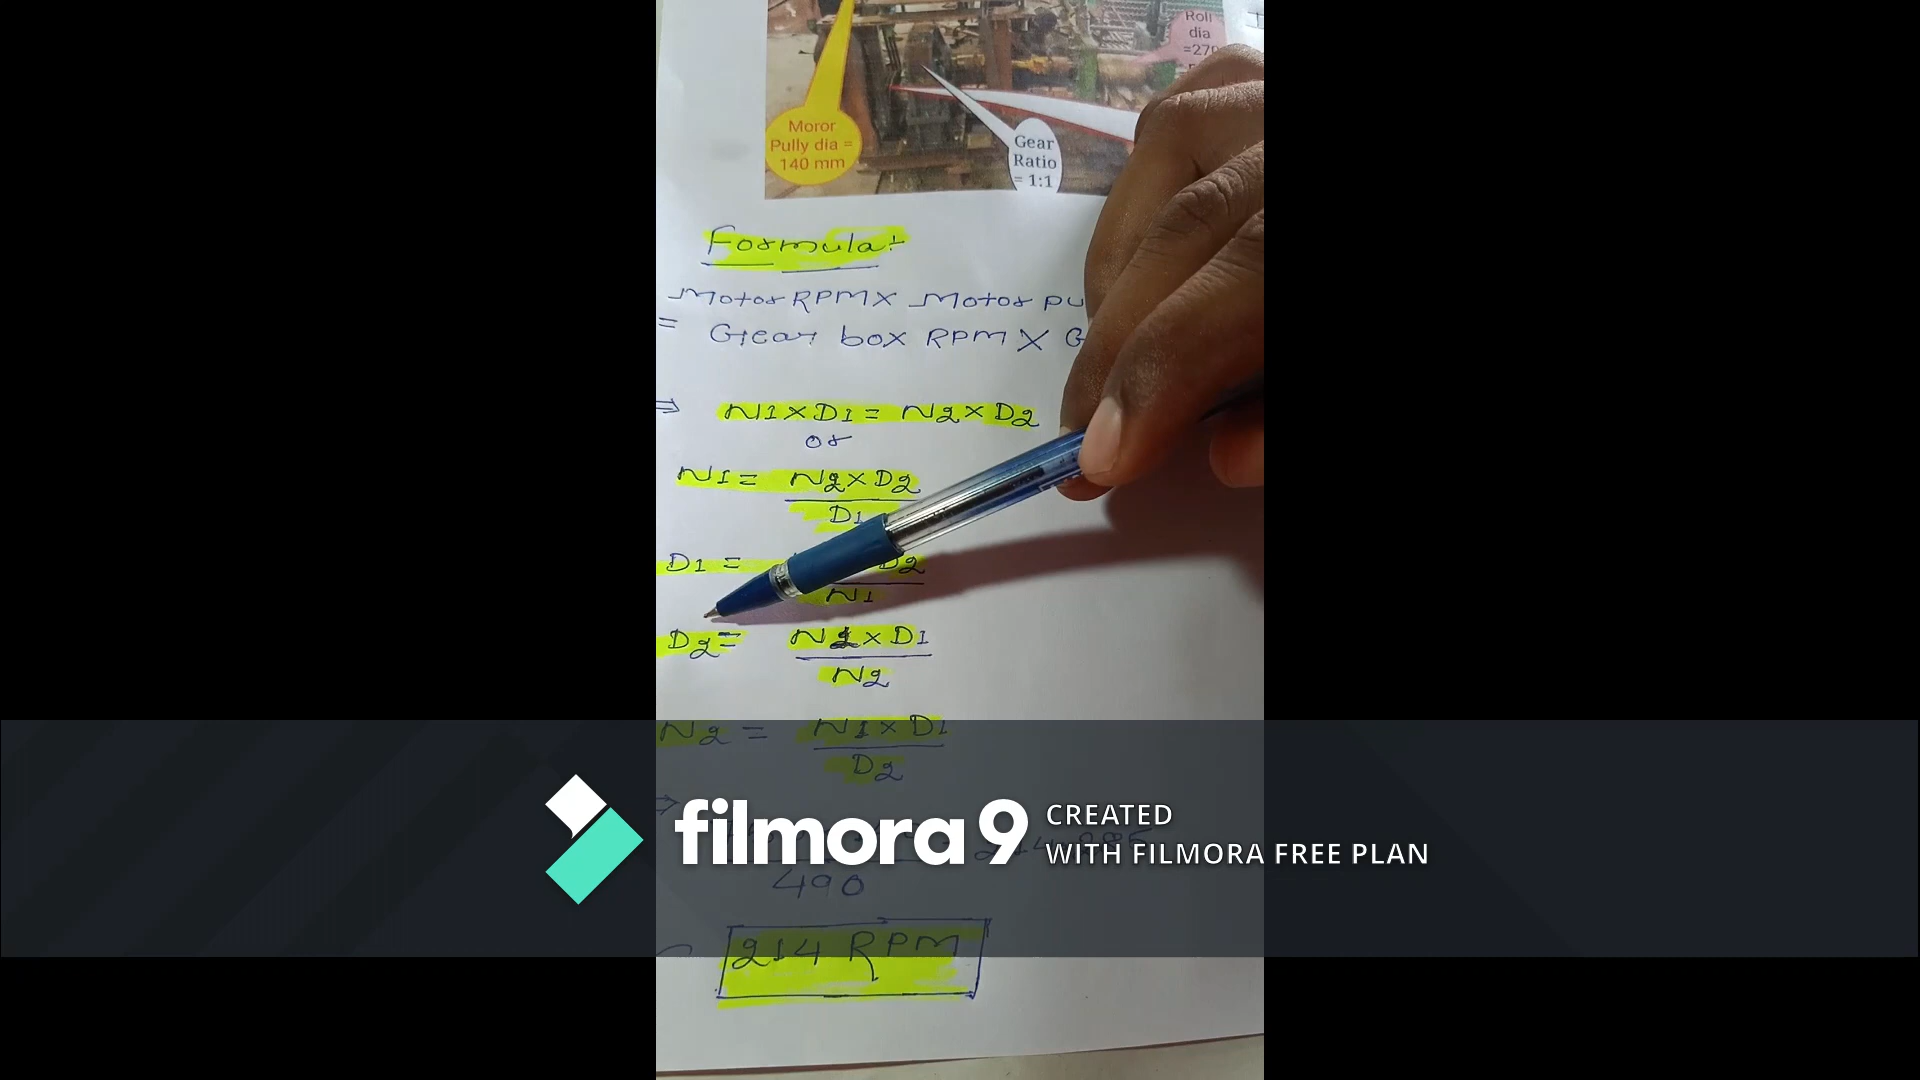 Roll
dia
=270
Moror
Pully dia =
140 mm
Gear
Ratio
= 1:1
Formula:
Motor RPM X Motor pu
= Gear box RPM X G
⇒ N1 × D1 = N2 × D2
or
N1 = N2 × D2
D1
D1 = D2
N1
D2 = N1 × D1
N2
N2 = N1 × D1
D2
⇒
490
214 RPM
filmora9
CREATED
WITH FILMORA FREE PLAN